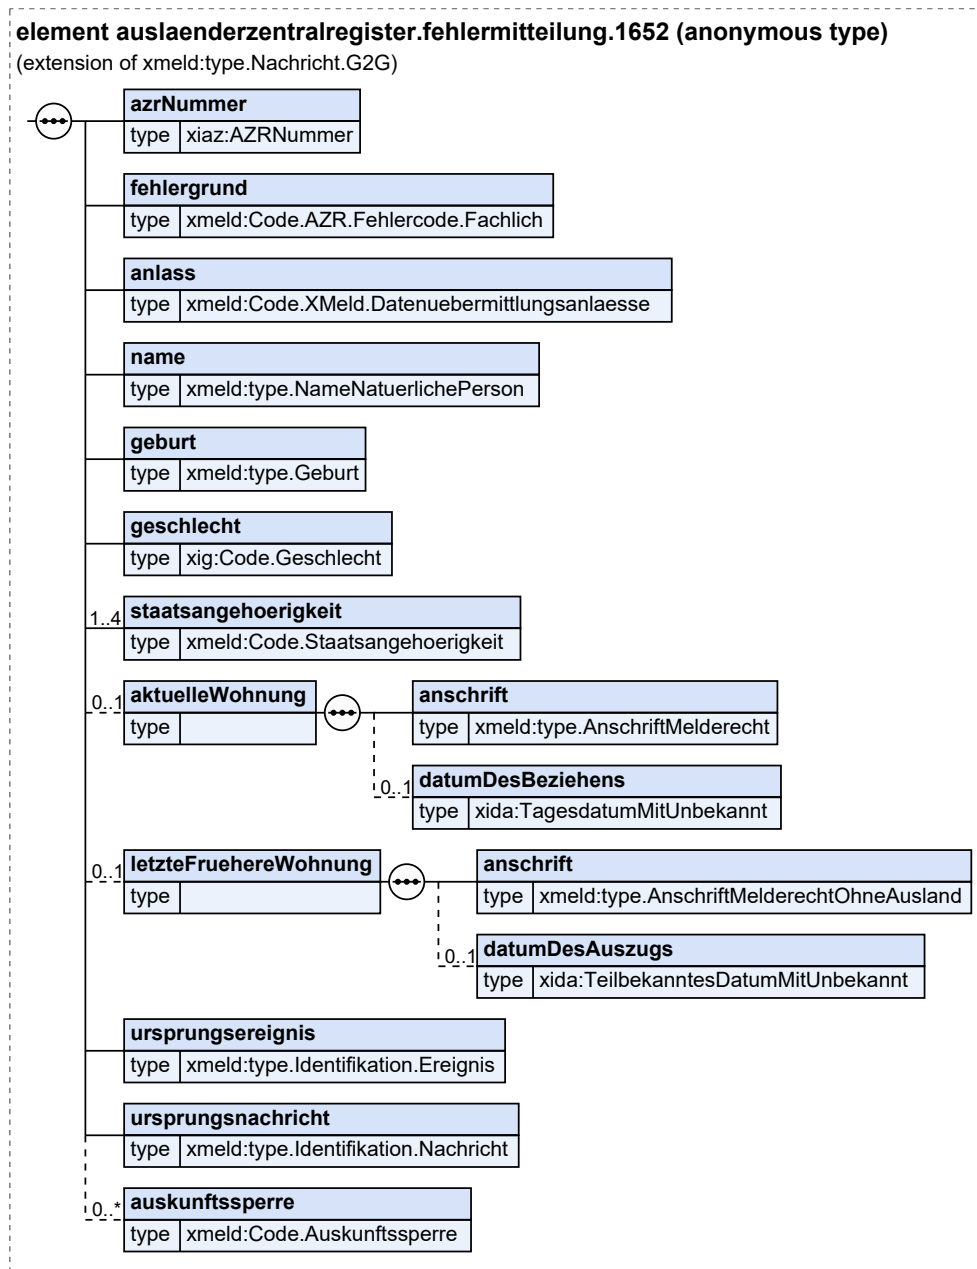 element auslaenderzentralregister.fehlermitteilung.1652 (anonymous type)
(extension of xmeld:type.Nachricht.G2G)
azrNummer
type xiaz:AZRNummer
fehlergrund
type xmeld:Code.AZR.Fehlercode.Fachlich
anlass
type xmeld:Code.XMeld.Datenuebermittlungsanlaesse
name
type xmeld:type.NameNatuerlichePerson
geburt
type xmeld:type.Geburt
geschlecht
type xig:Code.Geschlecht
1..4 staatsangehoerigkeit
type xmeld:Code.Staatsangehoerigkeit
0..1 aktuelleWohnung
type
anschrift
type xmeld:type.AnschriftMelderecht
0..1 datumDesBeziehens
type xida:TagesdatumMitUnbekannt
0..1 letzteFruehereWohnung
type
anschrift
type xmeld:type.AnschriftMelderechtOhneAusland
0..1 datumDesAuszugs
type xida:TeilbekanntesDatumMitUnbekannt
ursprungsereignis
type xmeld:type.Identifikation.Ereignis
ursprungsnachricht
type xmeld:type.Identifikation.Nachricht
0..* auskunftssperre
type xmeld:Code.Auskunftssperre